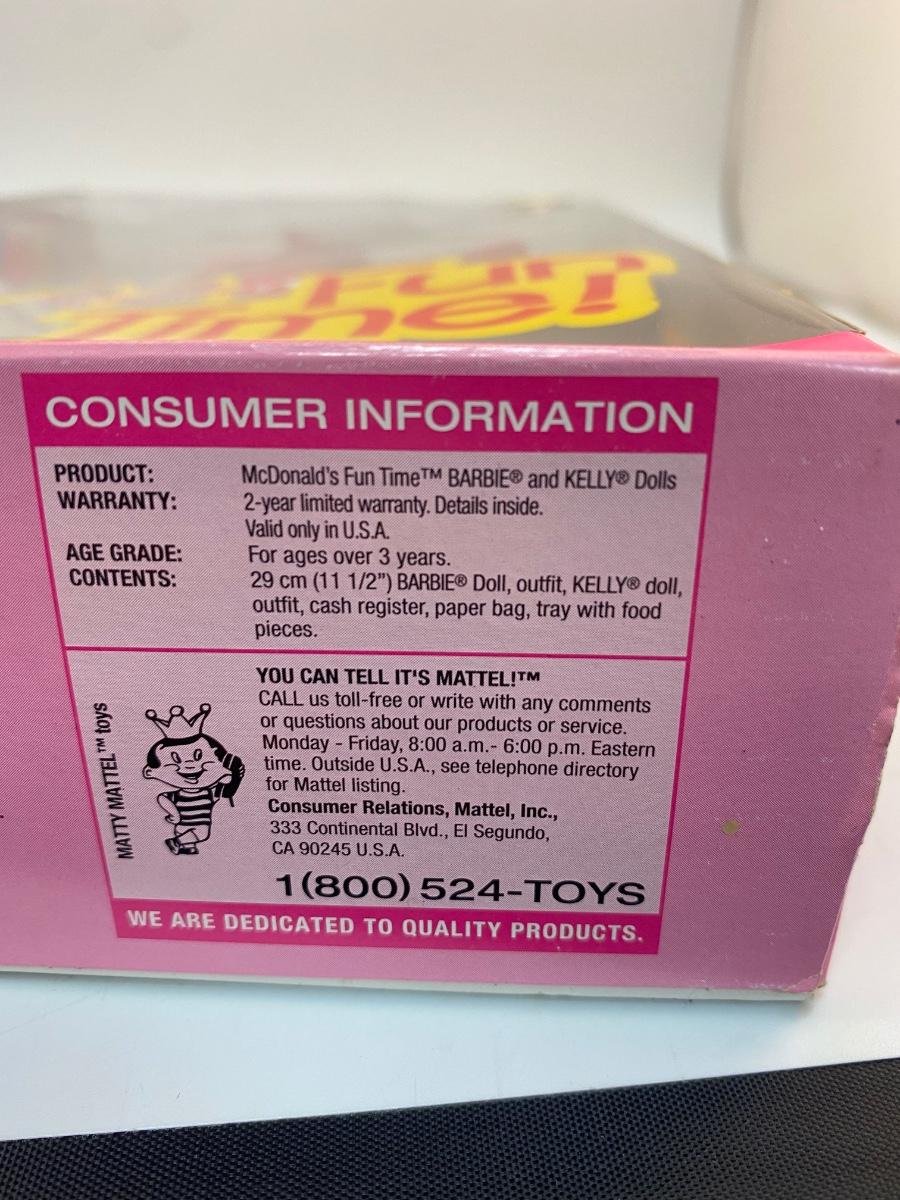 Fun
Time!
CONSUMER INFORMATION
PRODUCT: McDonald's Fun Time™ BARBIE® and KELLY® Dolls
WARRANTY: 2-year limited warranty. Details inside.
Valid only in U.S.A.
AGE GRADE: For ages over 3 years.
CONTENTS: 29 cm (11 1/2") BARBIE® Doll, outfit, KELLY® doll,
outfit, cash register, paper bag, tray with food
pieces.
MATTY MATTEL™ toys
YOU CAN TELL IT'S MATTEL!™
CALL us toll-free or write with any comments
or questions about our products or service.
Monday - Friday, 8:00 a.m.- 6:00 p.m. Eastern
time. Outside U.S.A., see telephone directory
for Mattel listing.
Consumer Relations, Mattel, Inc.,
333 Continental Blvd., El Segundo,
CA 90245 U.S.A.
1(800) 524-TOYS
WE ARE DEDICATED TO QUALITY PRODUCTS.